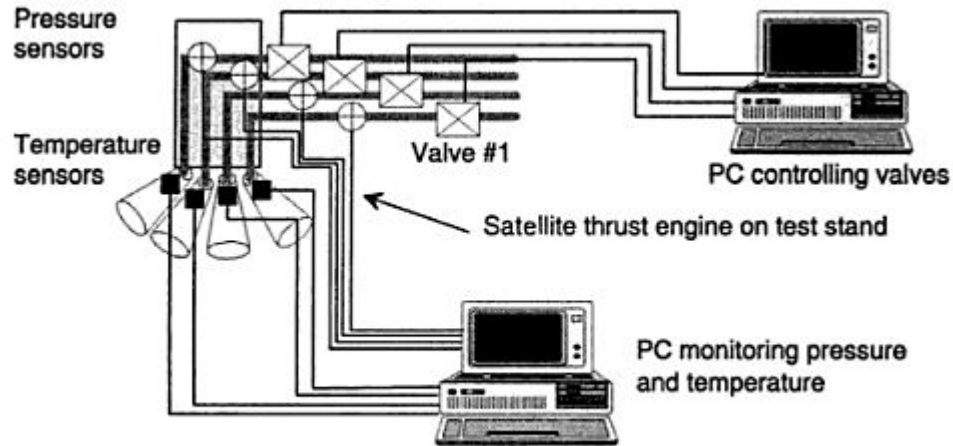 Pressure
sensors
Temperature
sensors
Valve #1
PC controlling valves
Satellite thrust engine on test stand
PC monitoring pressure
and temperature